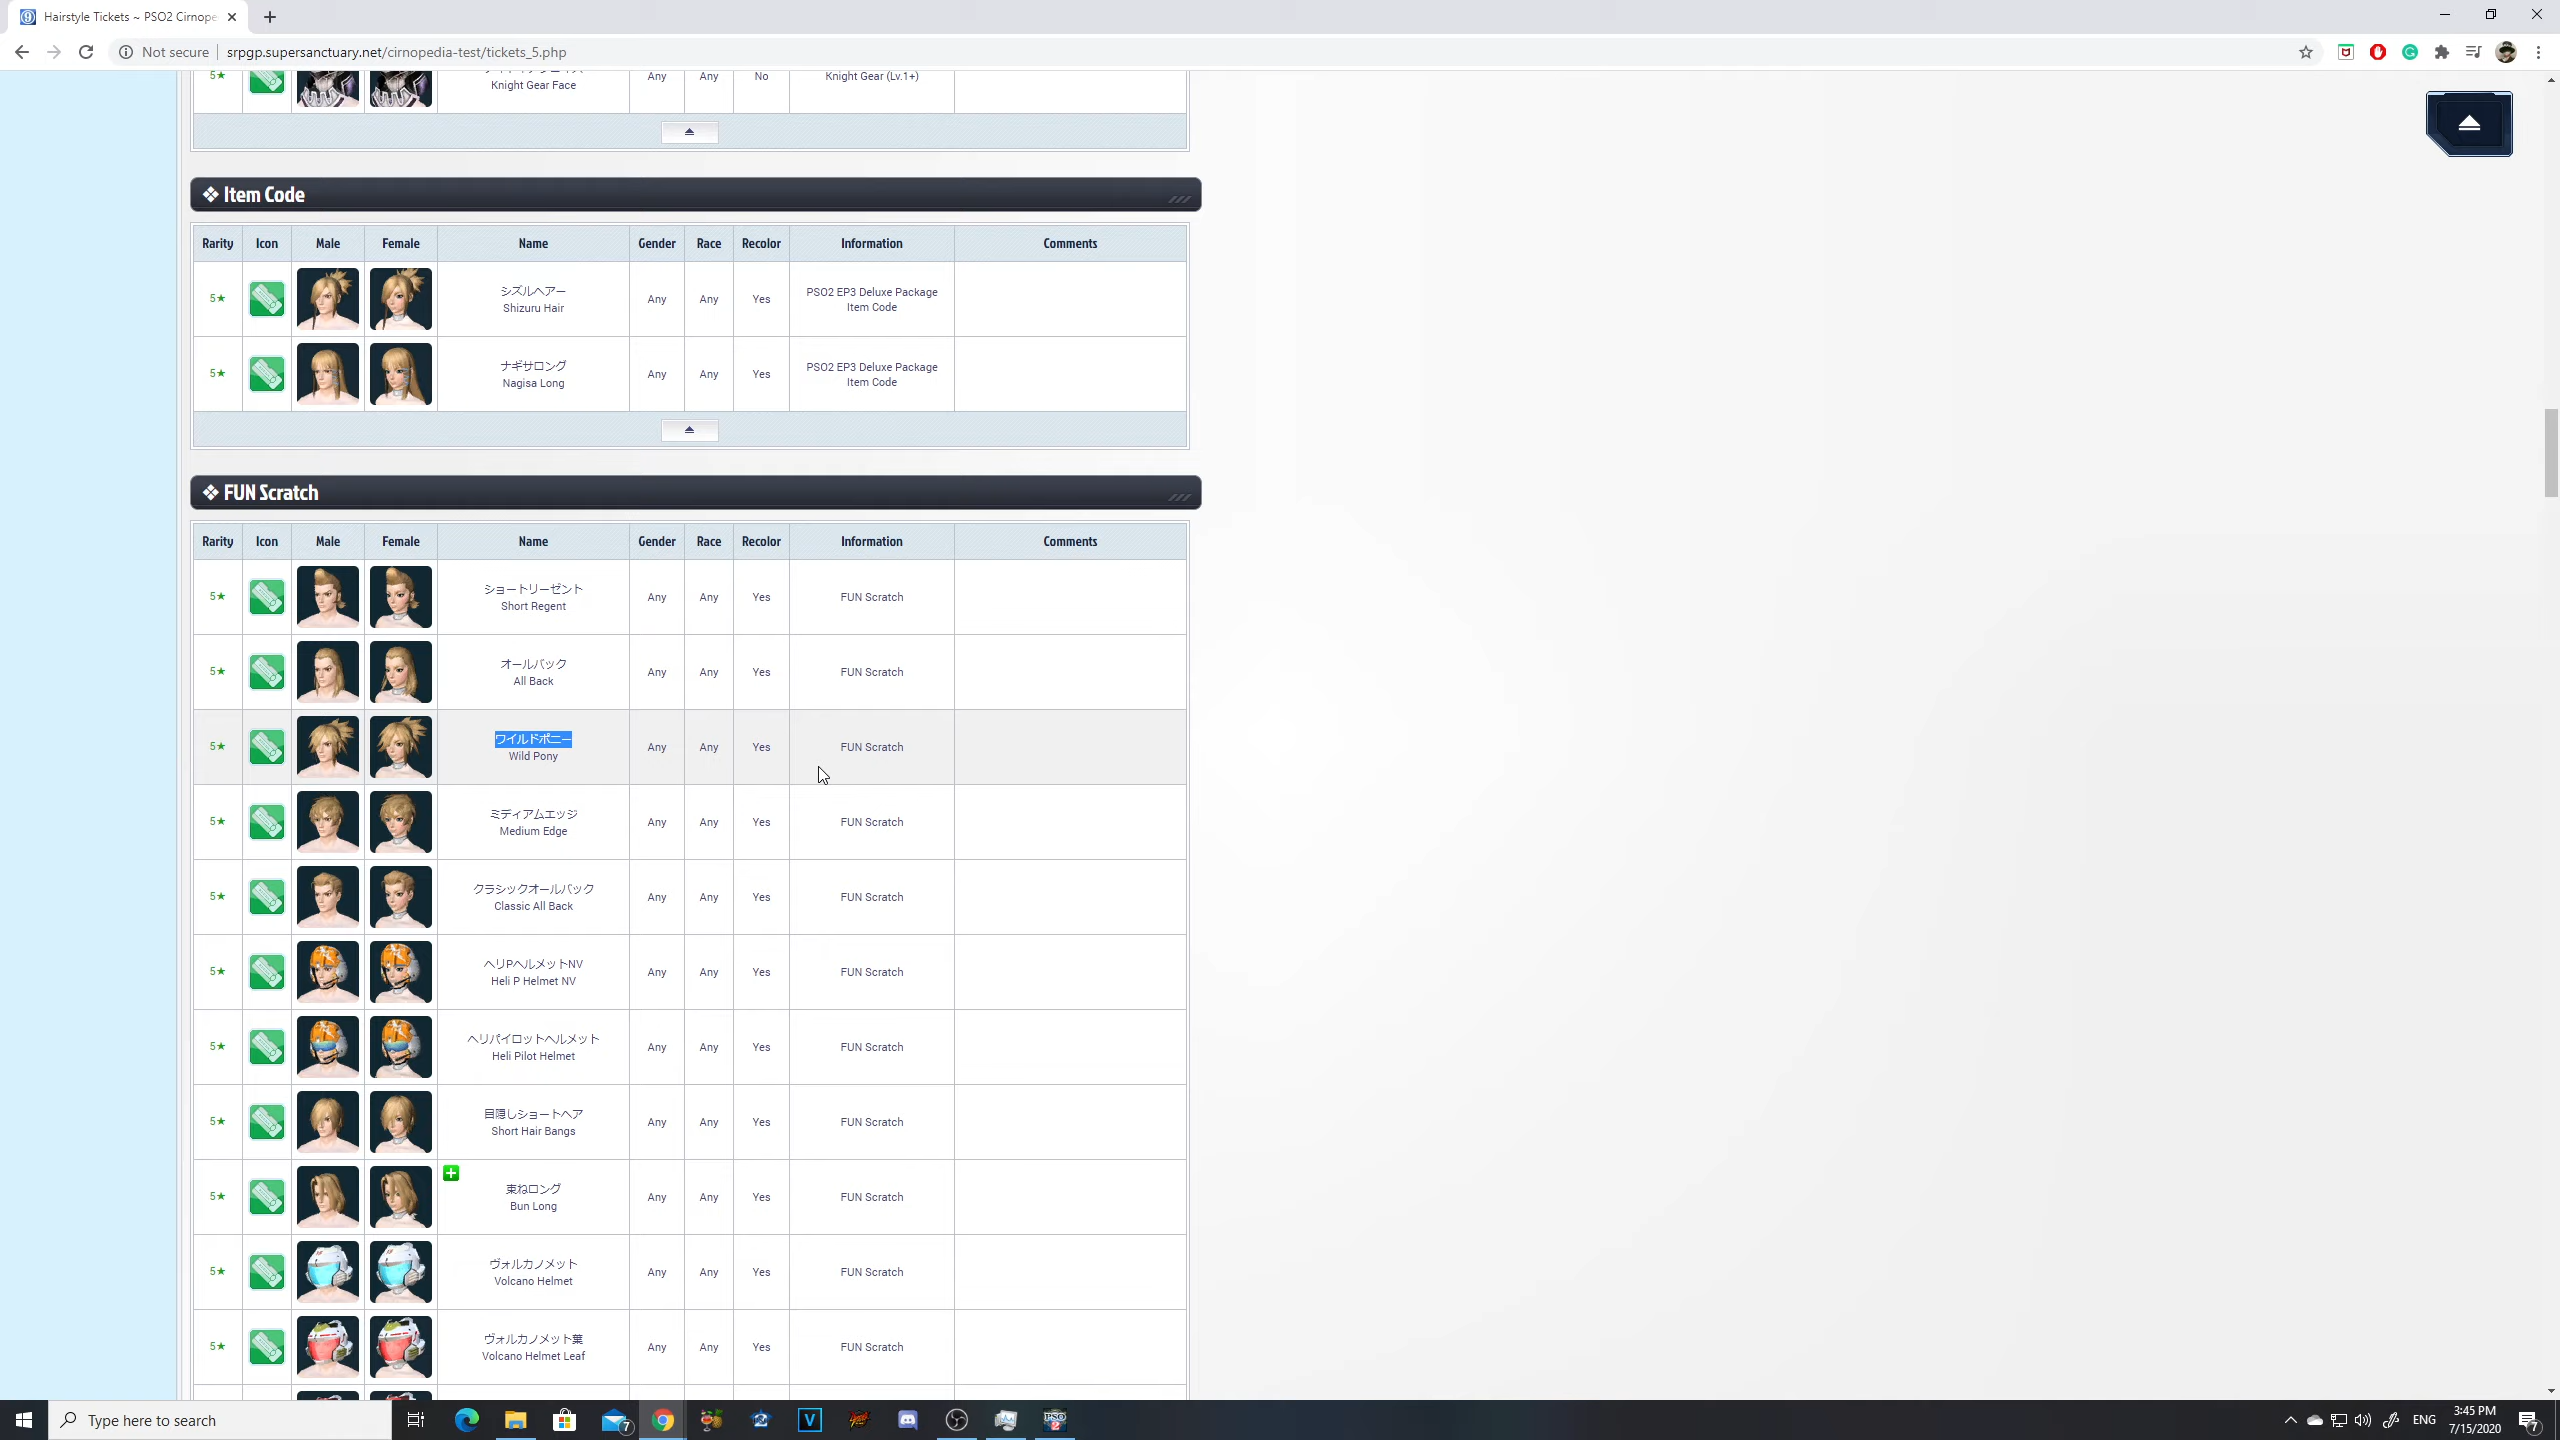 Hairstyle Tickets ~ PSO2 Cirnope
Not secure
srpgp.supersanctuary.net/cirnopedia-test/tickets_5.php
5★ Knight Gear Face Any Any No Knight Gear (Lv.1+)
❖ Item Code
Rarity Icon Male Female Name Gender Race Recolor Information Comments
シズルヘアー
5★ Shizuru Hair Any Any Yes PSO2 EP3 Deluxe Package
Item Code
ナギサロング
5★ Nagisa Long Any Any Yes PSO2 EP3 Deluxe Package
Item Code
❖ FUN Scratch
Rarity Icon Male Female Name Gender Race Recolor Information Comments
ショートリーゼント
5★ Short Regent Any Any Yes FUN Scratch
オールバック
5★ All Back Any Any Yes FUN Scratch
ワイルドポニー
5★ Wild Pony Any Any Yes FUN Scratch
ミディアムエッジ
5★ Medium Edge Any Any Yes FUN Scratch
クラシックオールバック
5★ Classic All Back Any Any Yes FUN Scratch
ヘリPヘルメットNV
5★ Heli P Helmet NV Any Any Yes FUN Scratch
ヘリパイロットヘルメット
5★ Heli Pilot Helmet Any Any Yes FUN Scratch
目隠しショートヘア
5★ Short Hair Bangs Any Any Yes FUN Scratch
束ねロング
5★ Bun Long Any Any Yes FUN Scratch
ヴォルカノメット
5★ Volcano Helmet Any Any Yes FUN Scratch
ヴォルカノメット葉
5★ Volcano Helmet Leaf Any Any Yes FUN Scratch
Type here to search
7
V
PSO
2
ENG
3:45 PM
7/15/2020
7